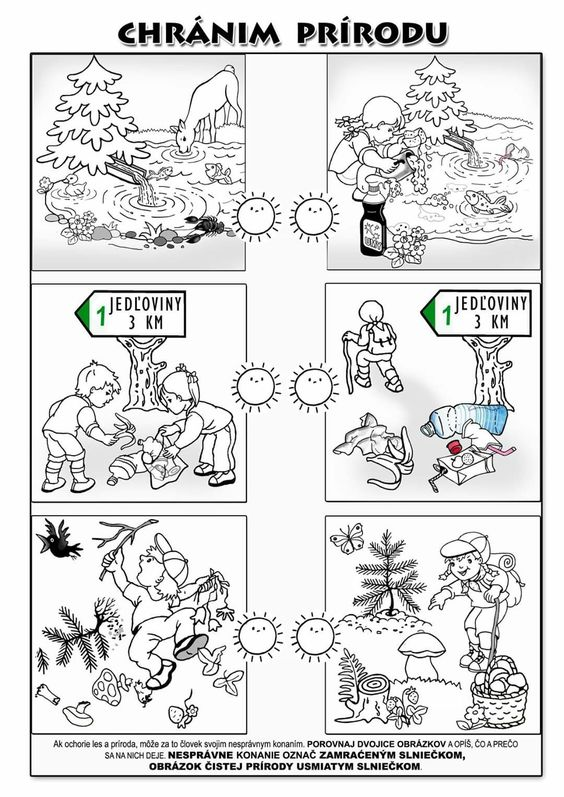 CHRÁNIM PRÍRODU
1 JEDĽOVINY
3 KM
1 JEDĽOVINY
3 KM
Ak ochorie les a príroda, môže za to človek svojim nesprávnym konaním. POROVNAJ DVOJICE OBRÁZKOV A OPÍŠ, ČO A PREČO
SA NA NICH DEJE. NESPRÁVNE KONANIE OZNAČ ZAMRAČENÝM SLNIEČKOM,
OBRÁZOK ČISTEJ PRÍRODY USMIATYM SLNIEČKOM.